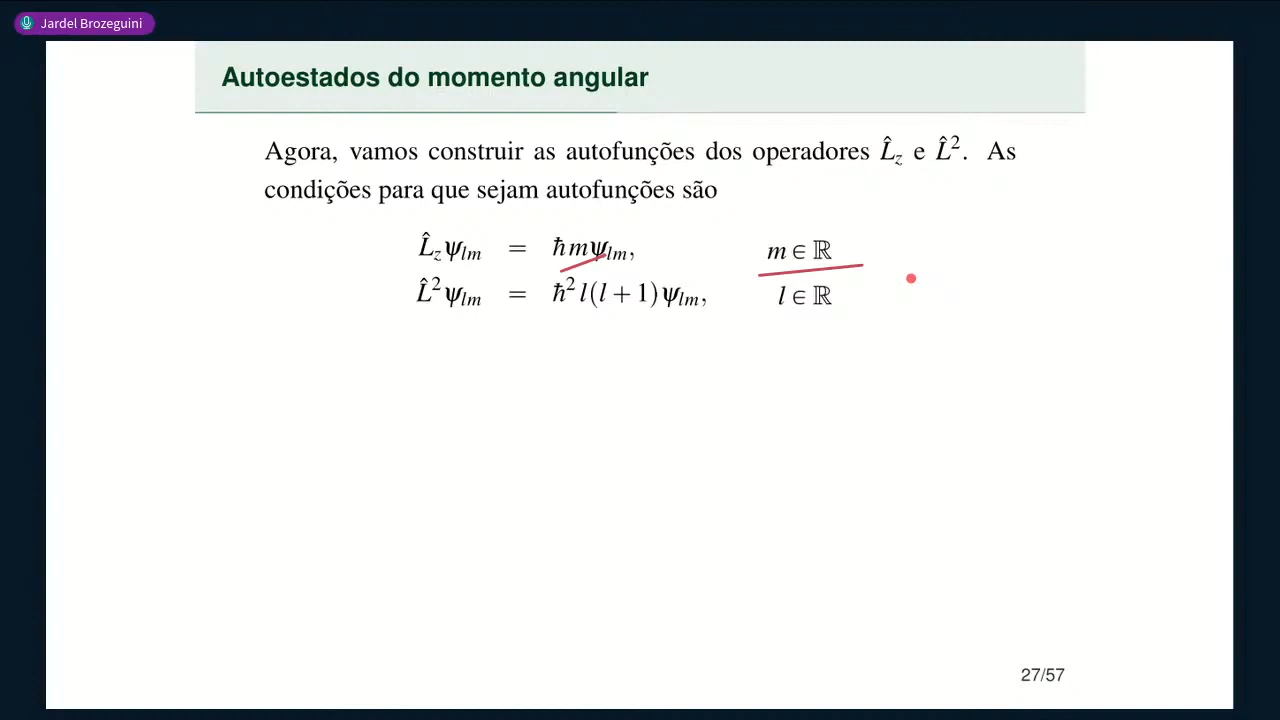 Jardel Brozeguini
Autoestados do momento angular
Agora, vamos construir as autofunções dos operadores L̂_z e L̂². As
condições para que sejam autofunções são
L̂_z ψ_lm = ħmψ_lm, m ∈ ℝ
L̂² ψ_lm = ħ² l(l + 1)ψ_lm, l ∈ ℝ
27/57